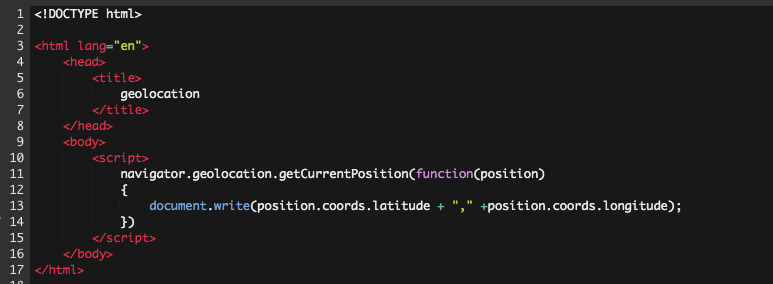 1 <!DOCTYPE html>
2
3 <html lang="en">
4     <head>
5         <title>
6             geolocation
7         </title>
8     </head>
9     <body>
10         <script>
11             navigator.geolocation.getCurrentPosition(function(position)
12             {
13                 document.write(position.coords.latitude + "," +position.coords.longitude);
14             })
15         </script>
16     </body>
17 </html>
18